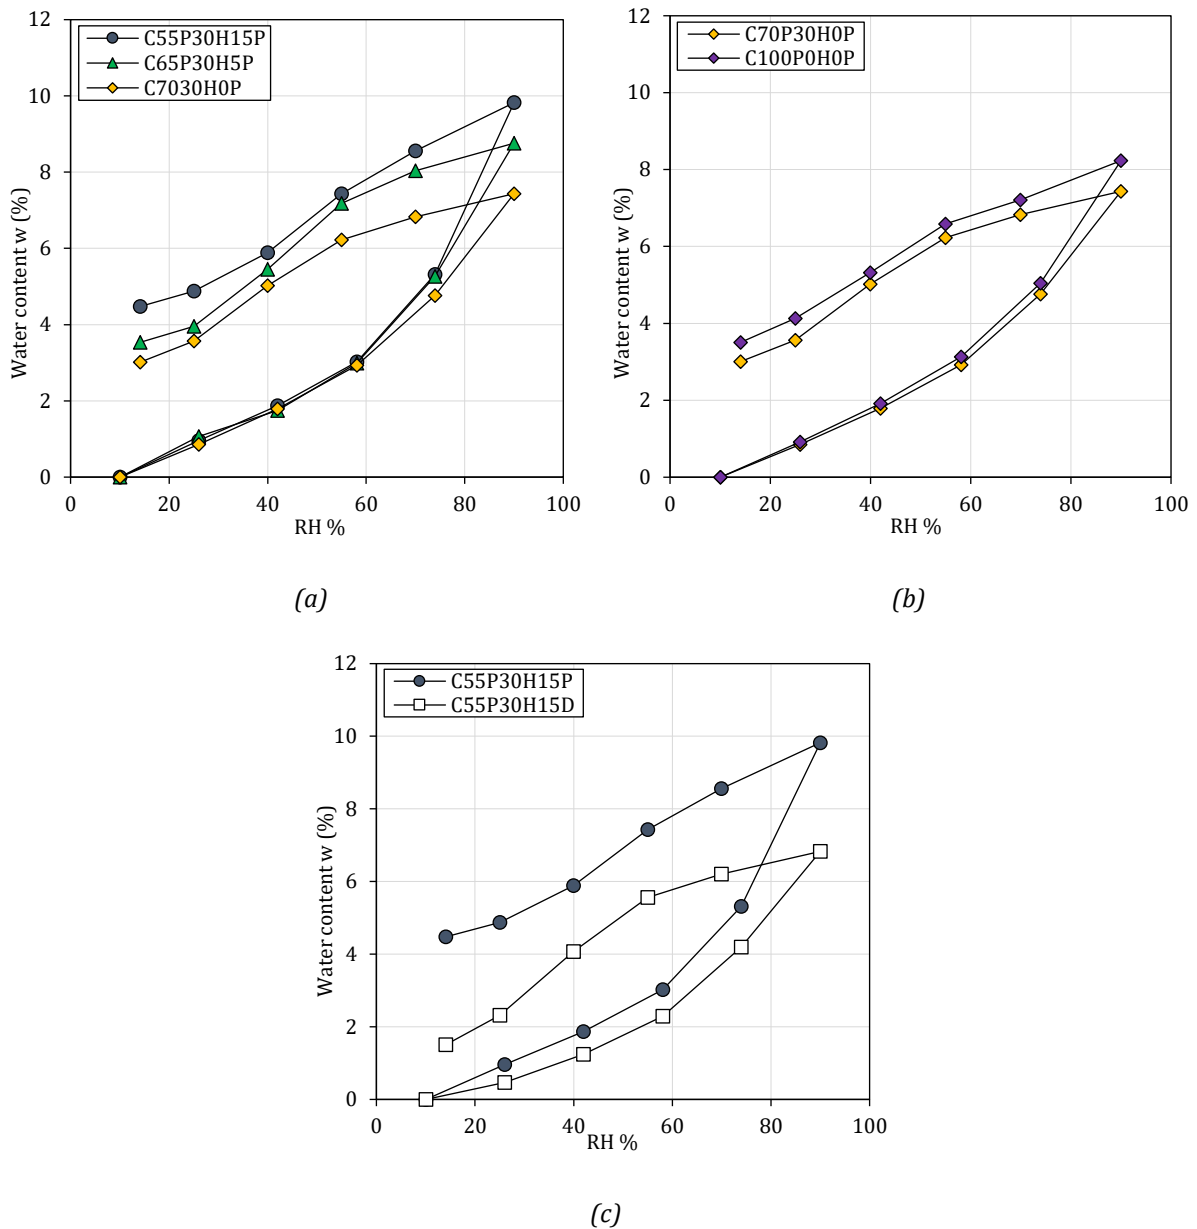 C55P30H15P
C65P30H5P
C7030H0P
12
10
8
6
4
2
0
0 20 40 60 80 100
Water content w (%)
RH %
(a)
C70P30H0P
C100P0H0P
12
10
8
6
4
2
0
0 20 40 60 80 100
Water content w (%)
RH %
(b)
C55P30H15P
C55P30H15D
12
10
8
6
4
2
0
0 20 40 60 80 100
Water content w (%)
RH %
(c)